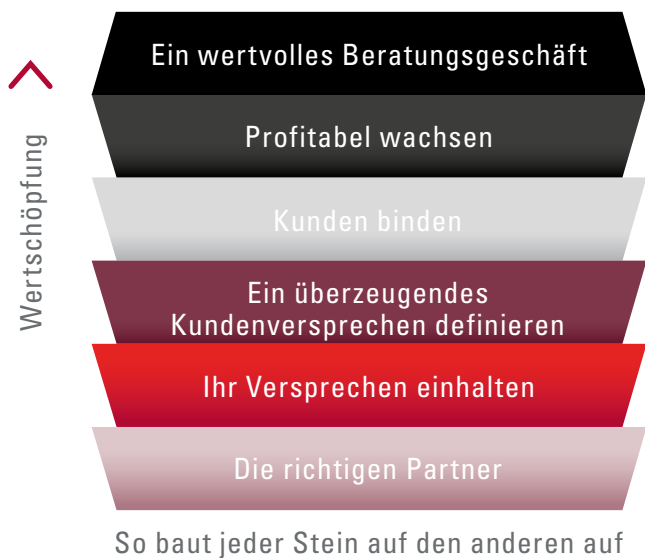 Ein wertvolles Beratungsgeschäft
Profitabel wachsen
Kunden binden
Ein überzeugendes
Kundenversprechen definieren
Ihr Versprechen einhalten
Die richtigen Partner
Wertschöpfung
So baut jeder Stein auf den anderen auf